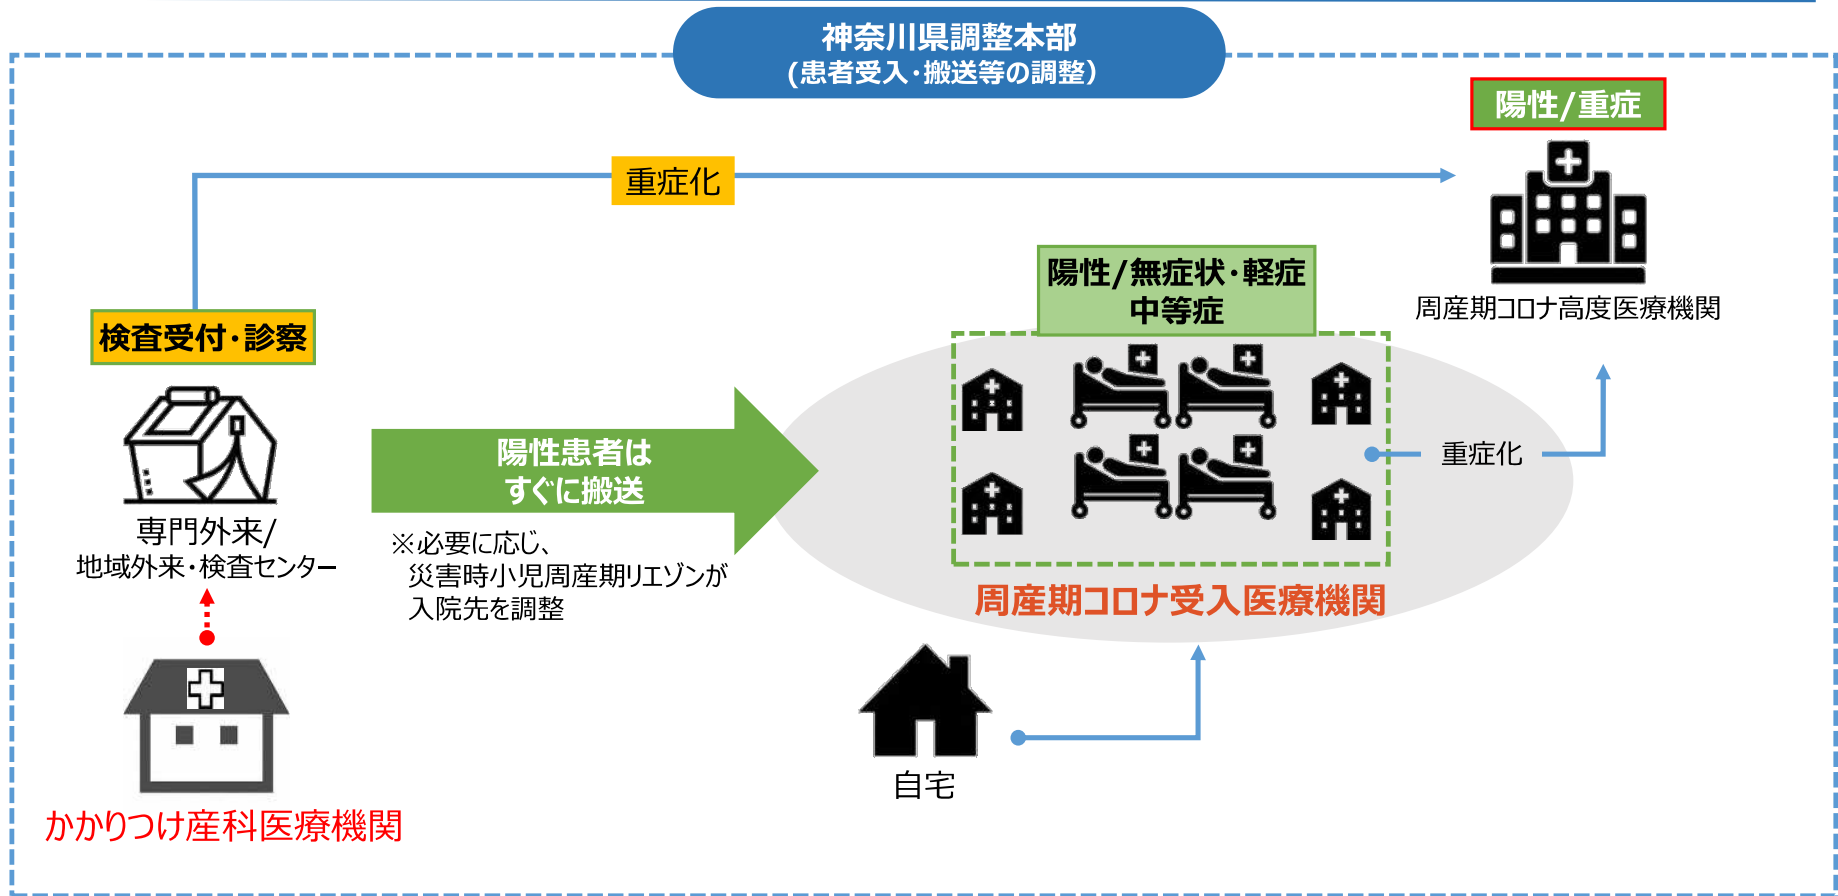 神奈川県調整本部
(患者受入・搬送等の調整)
陽性/重症
重症化
周産期コロナ高度医療機関
陽性/無症状・軽症
中等症
検査受付・診察
陽性患者は
すぐに搬送
重症化
専門外来/
地域外来・検査センター
※必要に応じ、
災害時小児周産期リエゾンが
入院先を調整
周産期コロナ受入医療機関
自宅
かかりつけ産科医療機関